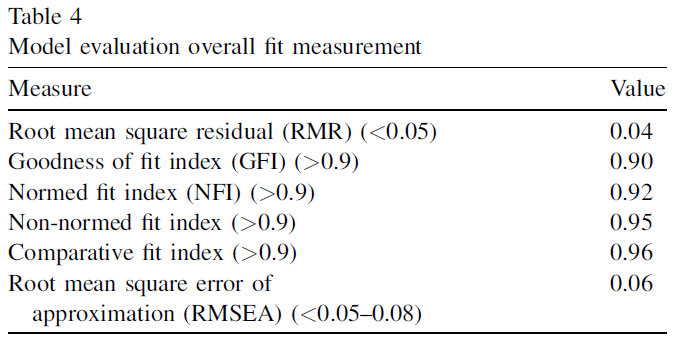 Table 4
Model evaluation overall fit measurement
Measure Value
Root mean square residual (RMR) (<0.05) 0.04
Goodness of fit index (GFI) (>0.9) 0.90
Normed fit index (NFI) (>0.9) 0.92
Non-normed fit index (>0.9) 0.95
Comparative fit index (>0.9) 0.96
Root mean square error of 0.06
approximation (RMSEA) (<0.05–0.08)